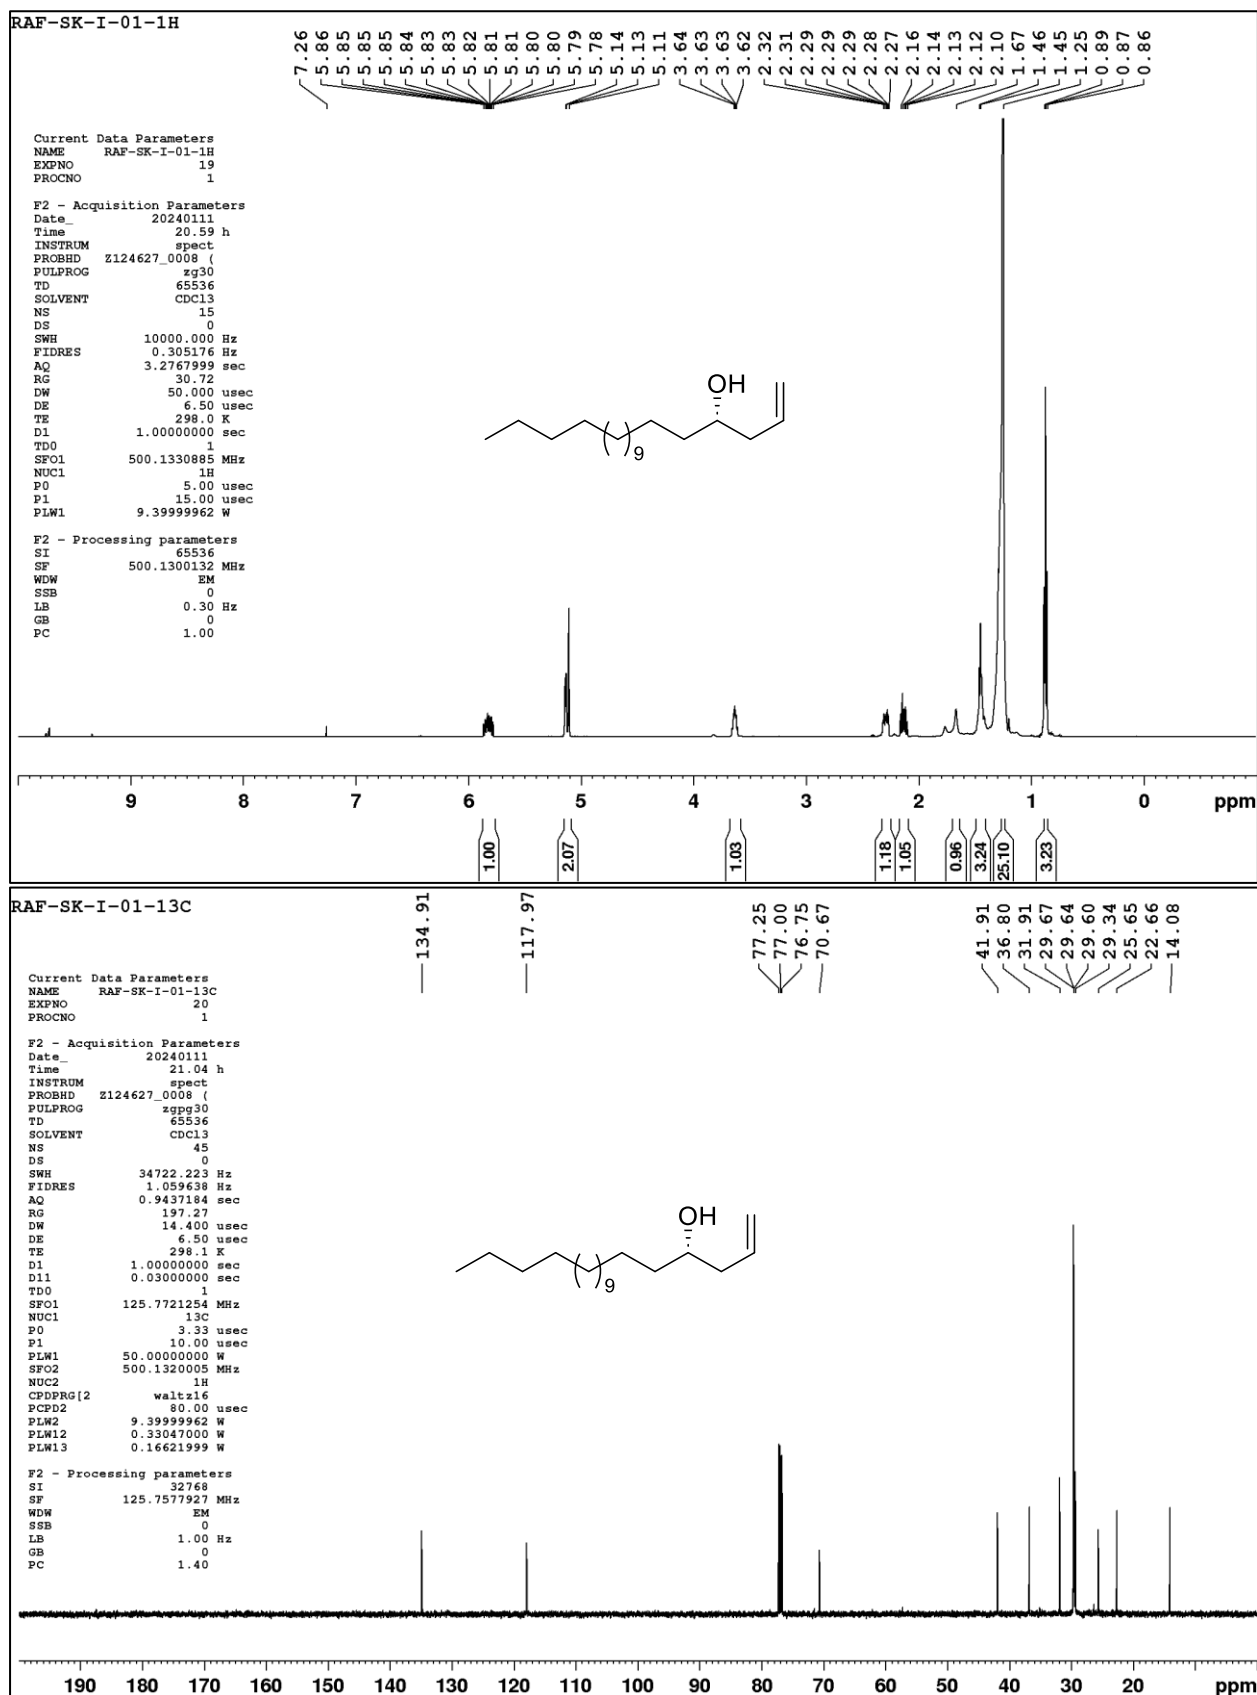 RAF-SK-I-01-1H
7.26
5.86
5.85
5.85
5.84
5.83
5.83
5.82
5.81
5.81
5.80
5.80
5.79
5.78
5.14
5.13
5.11
3.64
3.63
3.63
3.62
2.32
2.31
2.29
2.29
2.29
2.28
2.27
2.16
2.14
2.13
2.12
2.10
1.67
1.46
1.45
1.25
0.89
0.87
0.86
Current Data Parameters
NAME RAF-SK-I-01-1H
EXPNO 19
PROCNO 1
F2 - Acquisition Parameters
Date_ 20240111
Time 20.59 h
INSTRUM spect
PROBHD Z124627_0008 (
PULPROG zg30
TD 65536
SOLVENT CDCl3
NS 15
DS 0
SWH 10000.000 Hz
FIDRES 0.305176 Hz
AQ 3.2767999 sec
RG 30.72
DW 50.000 usec
DE 6.50 usec
TE 298.0 K
D1 1.00000000 sec
TD0 1
SFO1 500.1330885 MHz
NUC1 1H
P0 5.00 usec
P1 15.00 usec
PLW1 9.39999962 W
F2 - Processing parameters
SI 65536
SF 500.1300132 MHz
WDW EM
SSB 0
LB 0.30 Hz
GB 0
PC 1.00
OH
9
9 8 7 6 5 4 3 2 1 0 ppm
1.00
2.07
1.03
1.18
1.05
0.96
3.24
25.10
3.23
RAF-SK-I-01-13C
134.91
117.97
77.25
77.00
76.75
70.67
41.91
36.80
31.91
29.67
29.64
29.60
29.34
25.65
22.66
14.08
Current Data Parameters
NAME RAF-SK-I-01-13C
EXPNO 20
PROCNO 1
F2 - Acquisition Parameters
Date_ 20240111
Time 21.04 h
INSTRUM spect
PROBHD Z124627_0008 (
PULPROG zgpg30
TD 65536
SOLVENT CDCl3
NS 45
DS 0
SWH 34722.223 Hz
FIDRES 1.059638 Hz
AQ 0.9437184 sec
RG 197.27
DW 14.400 usec
DE 6.50 usec
TE 298.1 K
D1 1.00000000 sec
D11 0.03000000 sec
TD0 1
SFO1 125.7721254 MHz
NUC1 13C
P0 3.33 usec
P1 10.00 usec
PLW1 50.00000000 W
SFO2 500.1320005 MHz
NUC2 1H
CPDPRG[2 waltz16
PCPD2 80.00 usec
PLW2 9.39999962 W
PLW12 0.33047000 W
PLW13 0.16621999 W
F2 - Processing parameters
SI 32768
SF 125.7577927 MHz
WDW EM
SSB 0
LB 1.00 Hz
GB 0
PC 1.40
OH
9
190 180 170 160 150 140 130 120 110 100 90 80 70 60 50 40 30 20 ppm